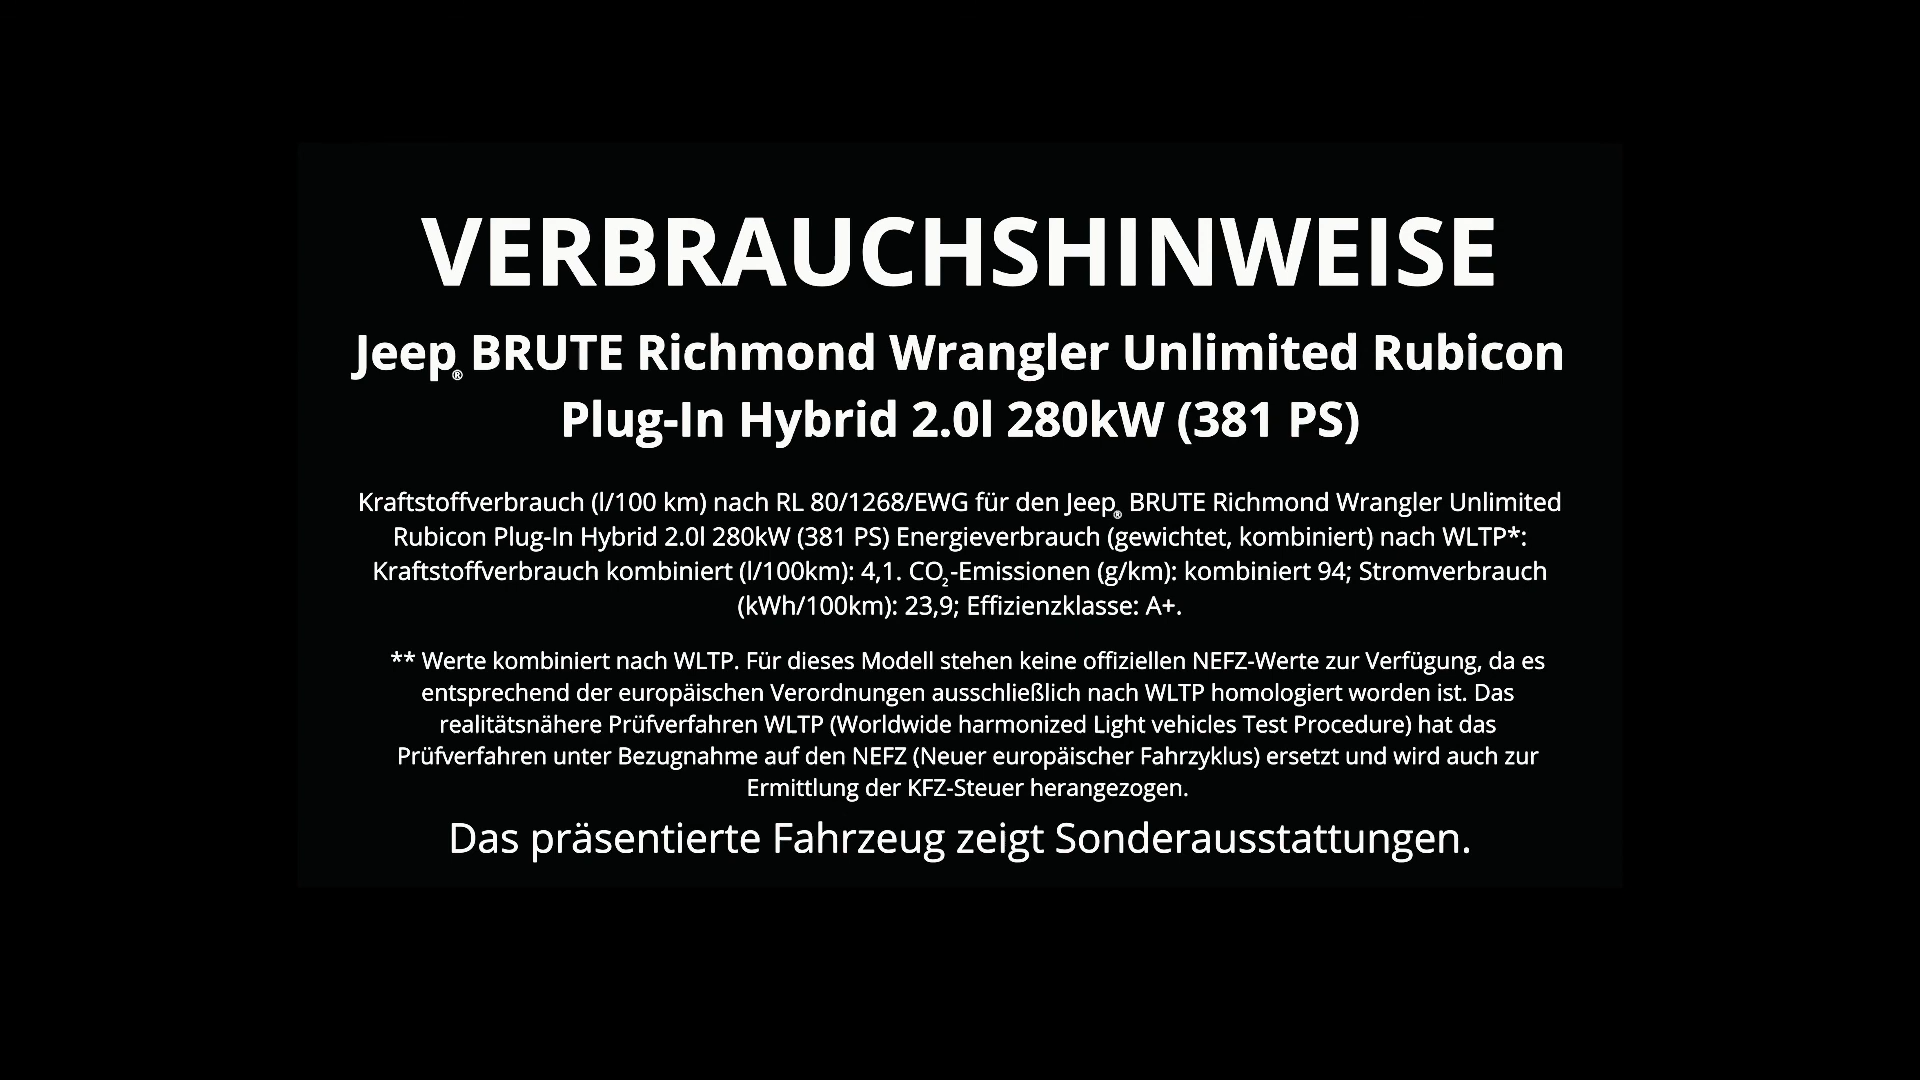 VERBRAUCHSHINWEISE
Jeep® BRUTE Richmond Wrangler Unlimited Rubicon
Plug-In Hybrid 2.0l 280kW (381 PS)
Kraftstoffverbrauch (l/100 km) nach RL 80/1268/EWG für den Jeep® BRUTE Richmond Wrangler Unlimited
Rubicon Plug-In Hybrid 2.0l 280kW (381 PS) Energieverbrauch (gewichtet, kombiniert) nach WLTP*:
Kraftstoffverbrauch kombiniert (l/100km): 4,1. CO₂-Emissionen (g/km): kombiniert 94; Stromverbrauch
(kWh/100km): 23,9; Effizienzklasse: A+.
** Werte kombiniert nach WLTP. Für dieses Modell stehen keine offiziellen NEFZ-Werte zur Verfügung, da es
entsprechend der europäischen Verordnungen ausschließlich nach WLTP homologiert worden ist. Das
realitätsnähere Prüfverfahren WLTP (Worldwide harmonized Light vehicles Test Procedure) hat das
Prüfverfahren unter Bezugnahme auf den NEFZ (Neuer europäischer Fahrzyklus) ersetzt und wird auch zur
Ermittlung der KFZ-Steuer herangezogen.
Das präsentierte Fahrzeug zeigt Sonderausstattungen.